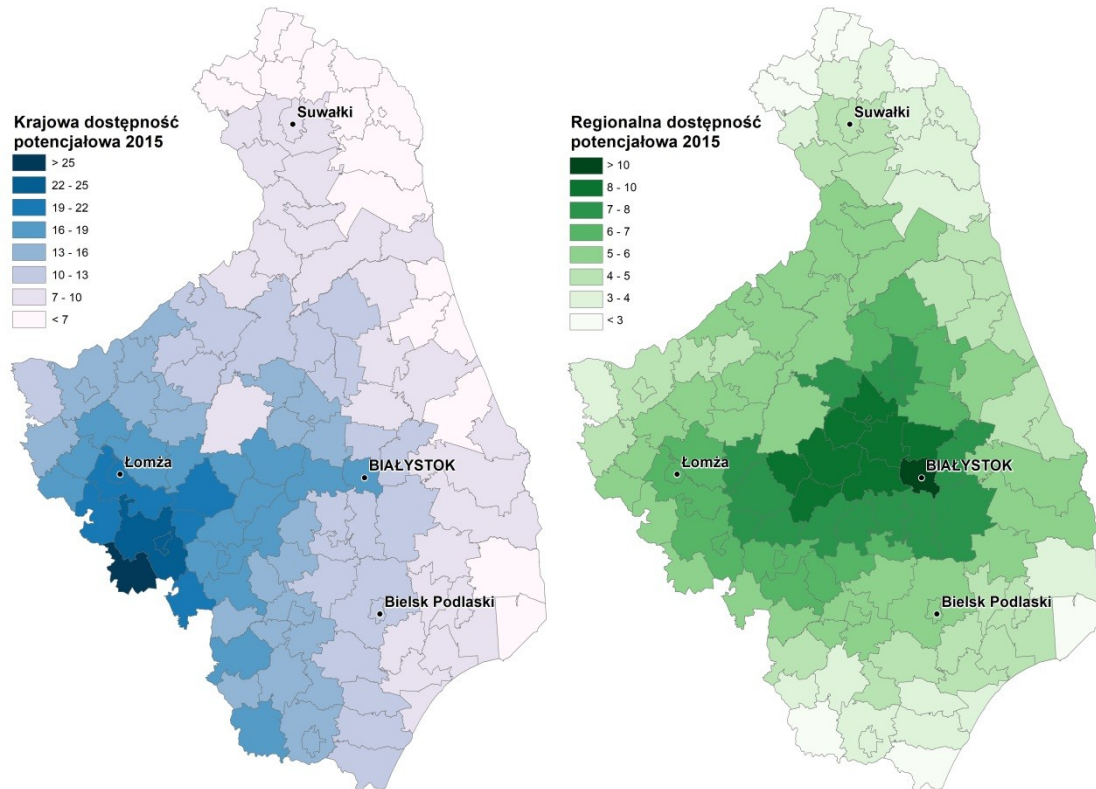 Krajowa dostępność
potencjałowa 2015
> 25
22 - 25
19 - 22
16 - 19
13 - 16
10 - 13
7 - 10
< 7
Suwałki
Łomża
BIAŁYSTOK
Bielsk Podlaski
Regionalna dostępność
potencjałowa 2015
> 10
8 - 10
7 - 8
6 - 7
5 - 6
4 - 5
3 - 4
< 3
Suwałki
Łomża
BIAŁYSTOK
Bielsk Podlaski